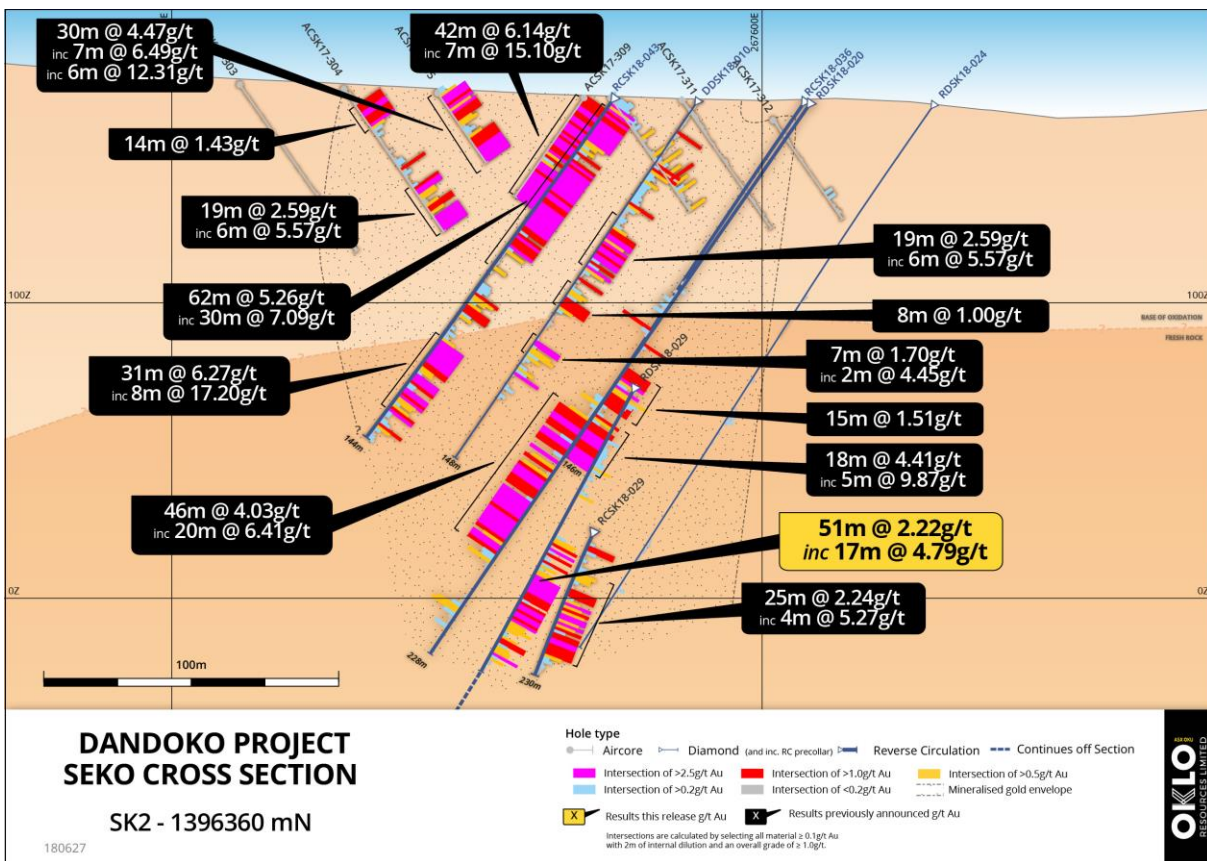 30m @ 4.47g/t
inc 7m @ 6.49g/t
inc 6m @ 12.31g/t
42m @ 6.14g/t
inc 7m @ 15.10g/t
14m @ 1.43g/t
19m @ 2.59g/t
inc 6m @ 5.57g/t
62m @ 5.26g/t
inc 30m @ 7.09g/t
31m @ 6.27g/t
inc 8m @ 17.20g/t
46m @ 4.03g/t
inc 20m @ 6.41g/t
19m @ 2.59g/t
inc 6m @ 5.57g/t
8m @ 1.00g/t
7m @ 1.70g/t
inc 2m @ 4.45g/t
15m @ 1.51g/t
18m @ 4.41g/t
inc 5m @ 9.87g/t
51m @ 2.22g/t
inc 17m @ 4.79g/t
25m @ 2.24g/t
inc 4m @ 5.27g/t
ACSK17-304
ACSK17-309
RCSK18-043
ACSK17-311
DDSK18-010
ACSK17-312
267600E
RCSK18-036
RDSK18-020
RDSK18-024
RDSK18-029
RCSK18-029
100Z
100Z
BASE OF OXIDATION
FRESH ROCK
0Z
144m
148m
146m
228m
230m
100m
DANDOKO PROJECT
SEKO CROSS SECTION
SK2 - 1396360 mN
180627
Hole type
Aircore
Diamond (and inc. RC precollar)
Reverse Circulation
Continues off Section
Intersection of >2.5g/t Au
Intersection of >1.0g/t Au
Intersection of >0.5g/t Au
Intersection of >0.2g/t Au
Intersection of <0.2g/t Au
Mineralised gold envelope
X
Results this release g/t Au
X
Results previously announced g/t Au
Intersections are calculated by selecting all material ≥ 0.1g/t Au
with 2m of internal dilution and an overall grade of ≥ 1.0g/t.
ASX OKU
OKLO
RESOURCES LIMITED